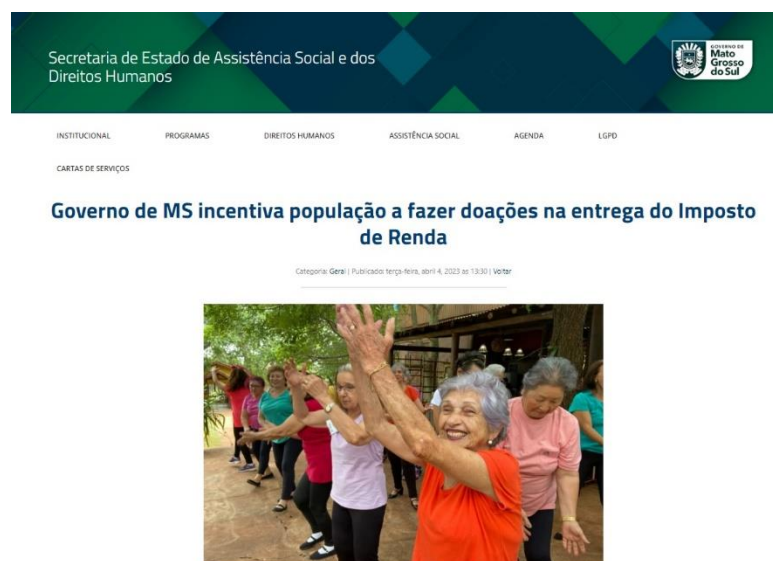 Secretaria de Estado de Assistência Social e dos
Direitos Humanos
GOVERNO DE
Mato
Grosso
do Sul
INSTITUCIONAL PROGRAMAS DIREITOS HUMANOS ASSISTÊNCIA SOCIAL AGENDA LGPD
CARTAS DE SERVIÇOS
Governo de MS incentiva população a fazer doações na entrega do Imposto
de Renda
Categoria: Geral | Publicado: terça-feira, abril 4, 2023 as 13:30 | Voltar